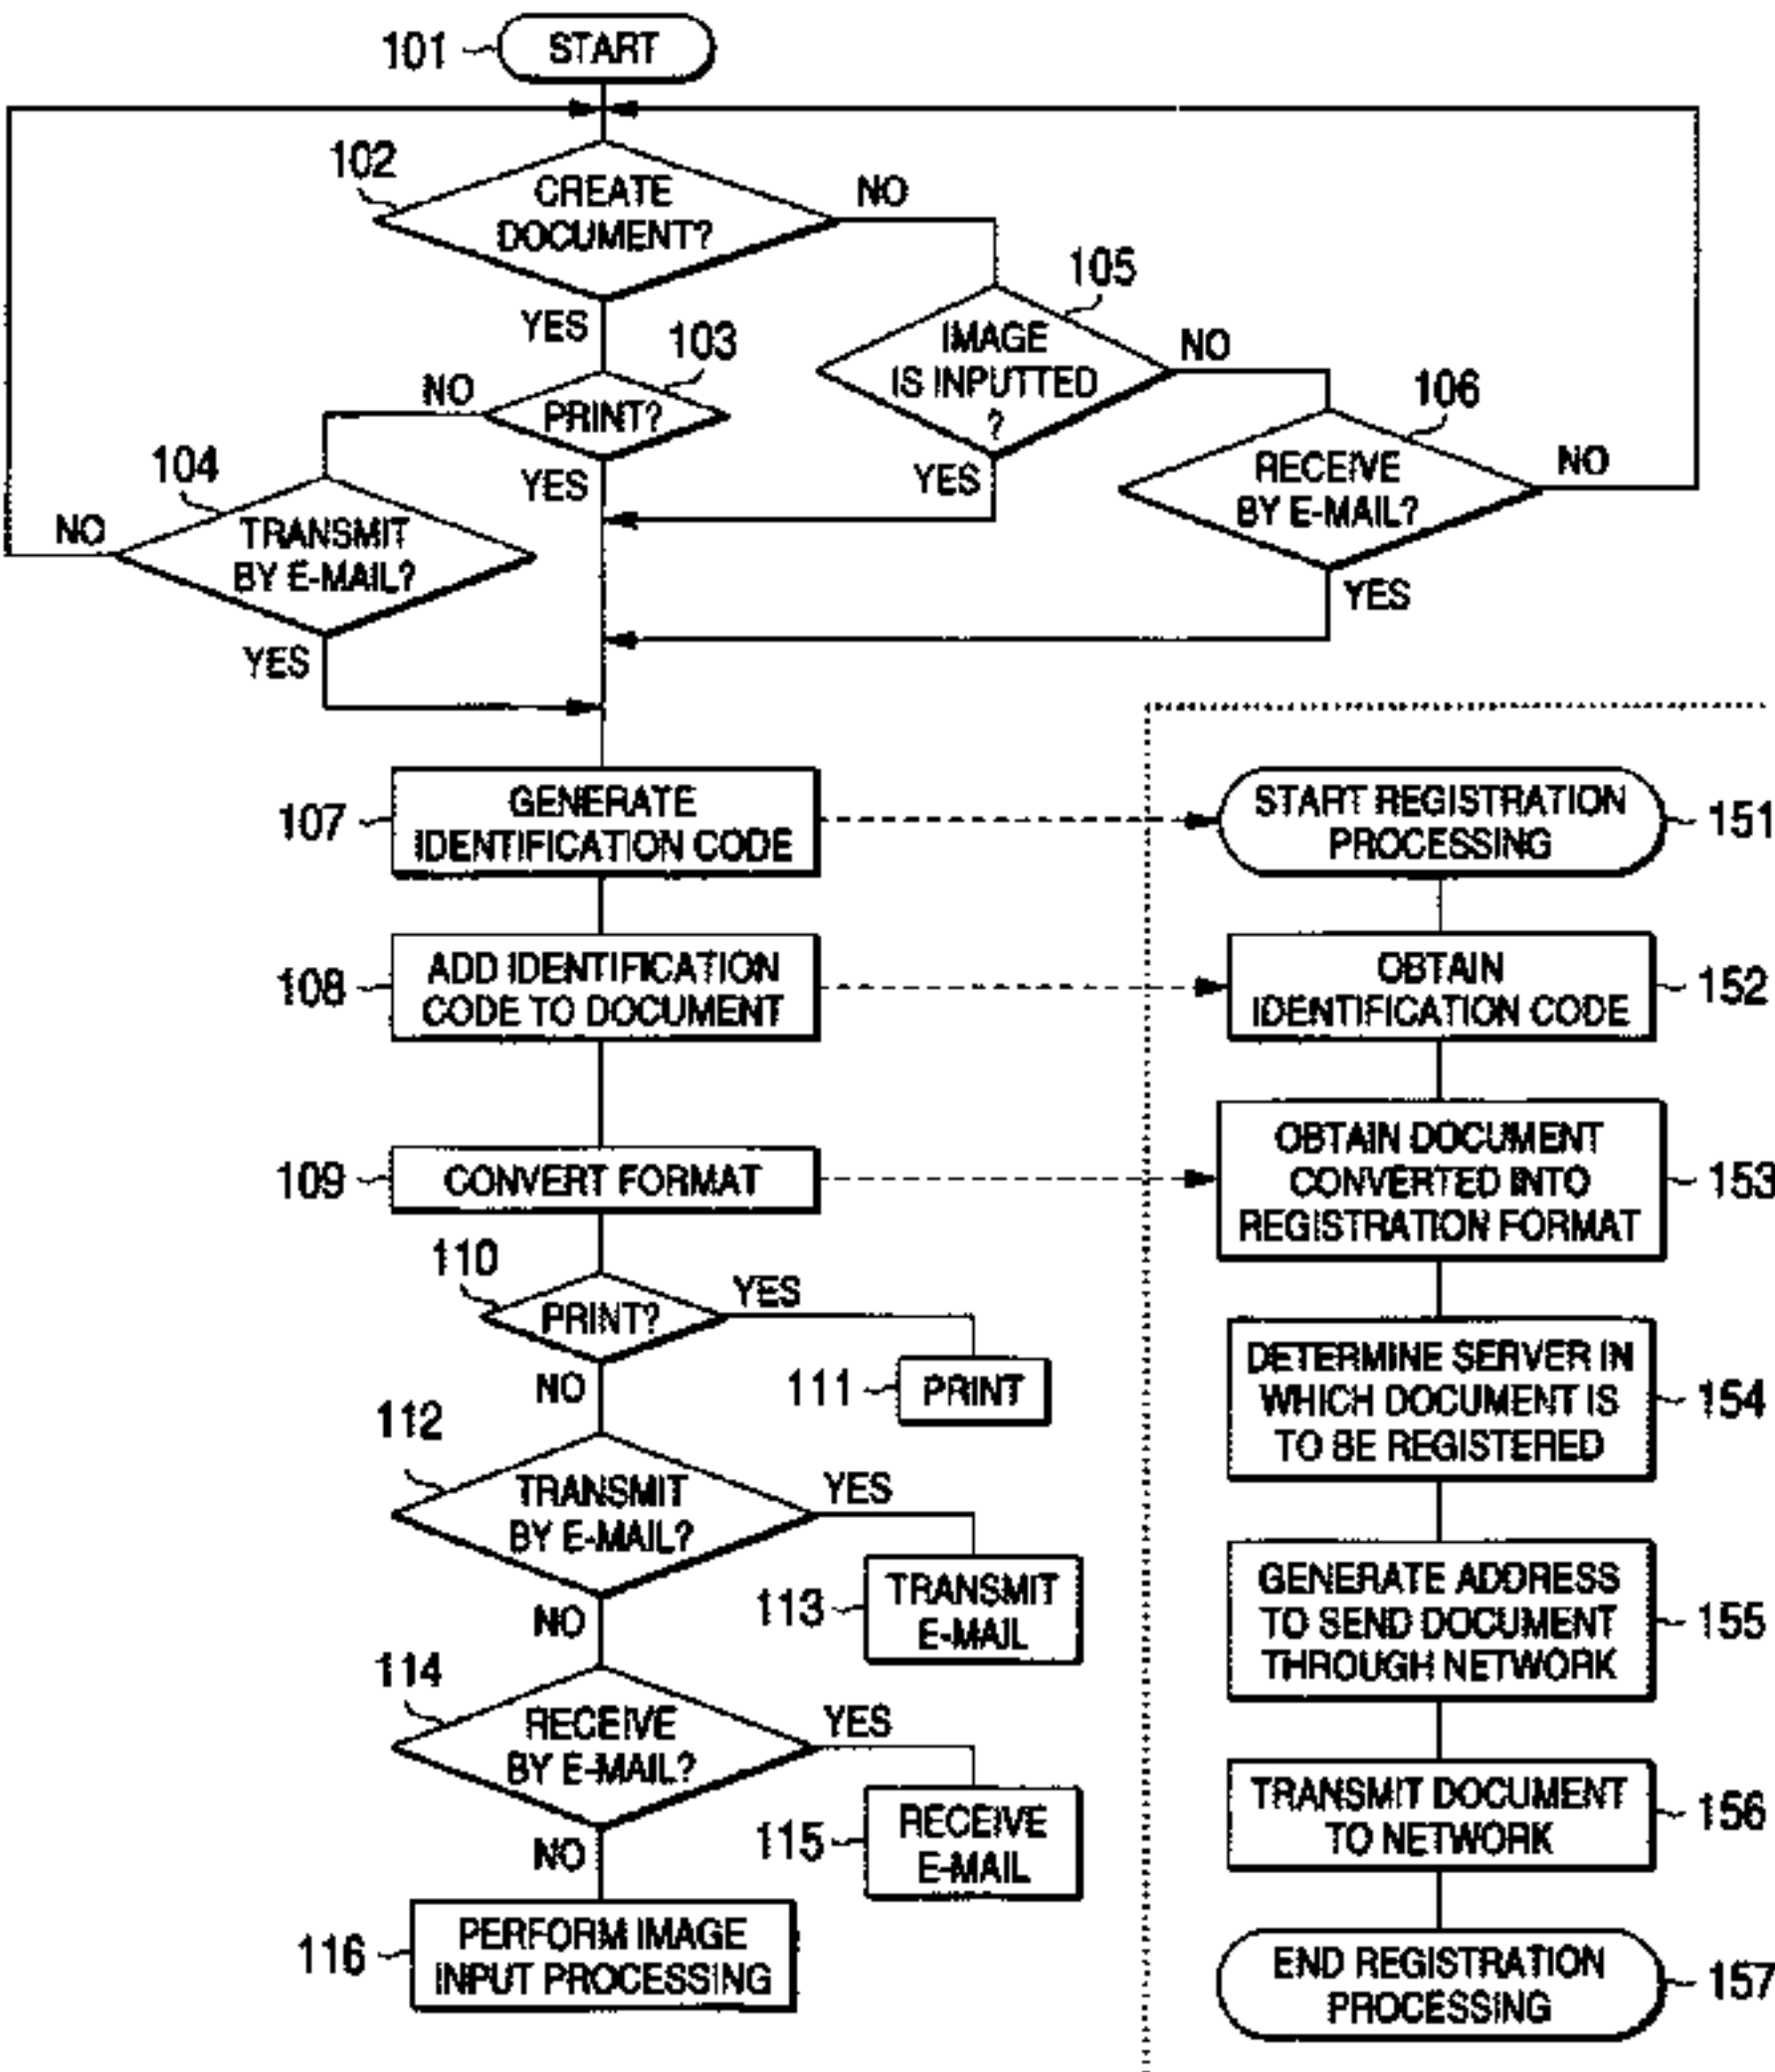 101
START
102
CREATE
DOCUMENT?
NO
YES
105
IMAGE
IS INPUTTED
?
NO
YES
103
PRINT?
NO
YES
106
RECEIVE
BY E-MAIL?
NO
YES
104
TRANSMIT
BY E-MAIL?
NO
YES
107
GENERATE
IDENTIFICATION CODE
108
ADD IDENTIFICATION
CODE TO DOCUMENT
109
CONVERT FORMAT
110
PRINT?
YES
NO
111
PRINT
112
TRANSMIT
BY E-MAIL?
YES
NO
113
TRANSMIT
E-MAIL
114
RECEIVE
BY E-MAIL?
YES
NO
115
RECEIVE
E-MAIL
116
PERFORM IMAGE
INPUT PROCESSING
START REGISTRATION
PROCESSING
151
OBTAIN
IDENTIFICATION CODE
152
OBTAIN DOCUMENT
CONVERTED INTO
REGISTRATION FORMAT
153
DETERMINE SERVER IN
WHICH DOCUMENT IS
TO BE REGISTERED
154
GENERATE ADDRESS
TO SEND DOCUMENT
THROUGH NETWORK
155
TRANSMIT DOCUMENT
TO NETWORK
156
END REGISTRATION
PROCESSING
157